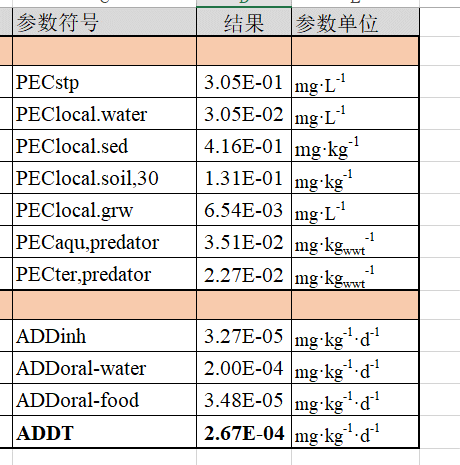 参数符号 结果 参数单位
PECstp 3.05E-01 mg·L⁻¹
PEClocal.water 3.05E-02 mg·L⁻¹
PEClocal.sed 4.16E-01 mg·kg⁻¹
PEClocal.soil,30 1.31E-01 mg·kg⁻¹
PEClocal.grw 6.54E-03 mg·L⁻¹
PECaqu,predator 3.51E-02 mg·kgwwt⁻¹
PECter,predator 2.27E-02 mg·kgwwt⁻¹
ADDinh 3.27E-05 mg·kg⁻¹·d⁻¹
ADDoral-water 2.00E-04 mg·kg⁻¹·d⁻¹
ADDoral-food 3.48E-05 mg·kg⁻¹·d⁻¹
ADDT 2.67E-04 mg·kg⁻¹·d⁻¹